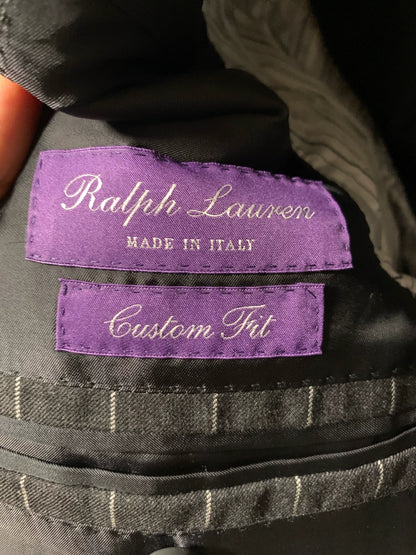 Ralph Lauren
MADE IN ITALY
Custom Fit